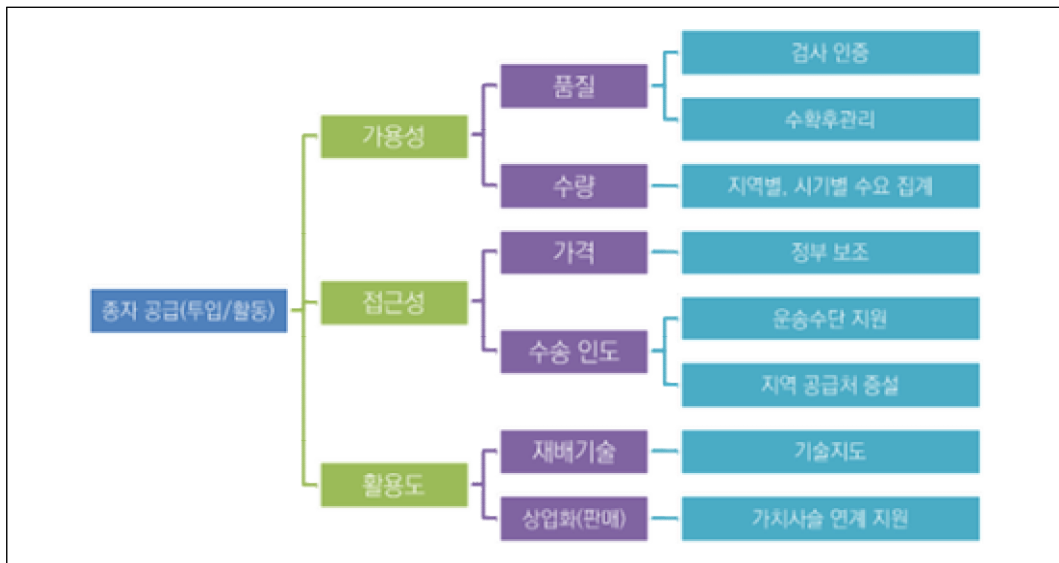 종자 공급(투입/활동)
가용성
품질
검사 인증
수확후관리
수량
지역별, 시기별 수요 집계
접근성
가격
정부 보조
수송 인도
운송수단 지원
지역 공급처 증설
활용도
재배기술
기술지도
상업화(판매)
가치사슬 연계 지원